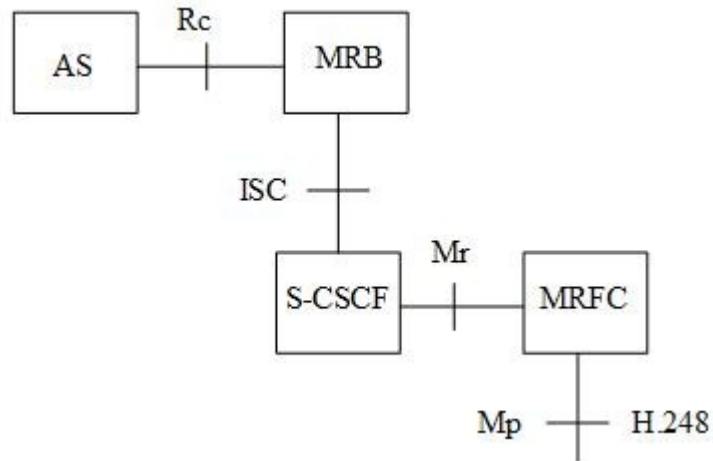 Rc
AS
MRB
ISC
Mr
S-CSCF
MRFC
Mp
H.248